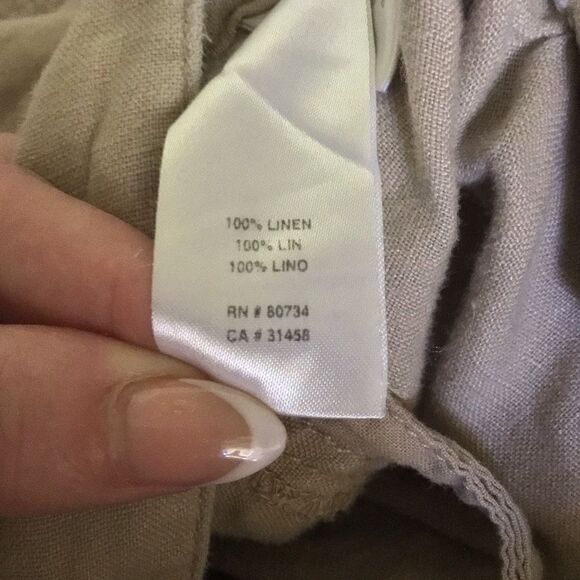 100% LINEN
100% LIN
100% LINO
RN # 80734
CA # 31458